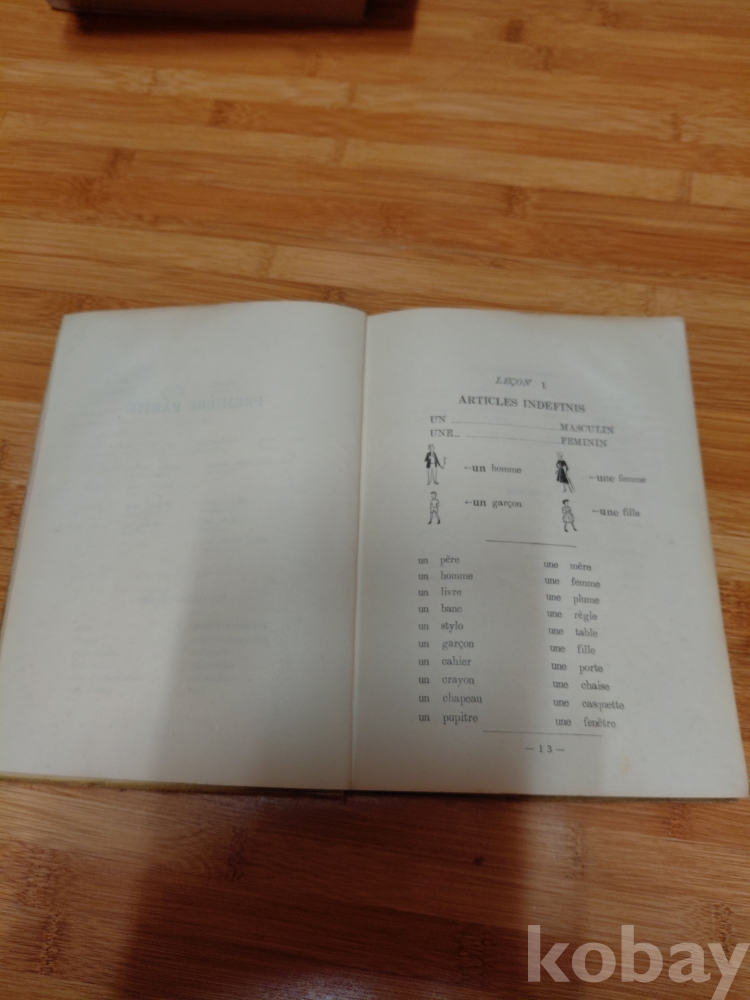 LEÇON 1
ARTICLES INDEFINIS
UN ........................ MASCULIN
UNE.. ........................ FEMININ
←un homme ←une femme
←un garçon ←une fille
un père une mère
un homme une femme
un livre une plume
un banc une règle
un stylo une table
un garçon une fille
un cahier une porte
un crayon une chaise
un chapeau une casquette
un pupitre une fenêtre
— 13 —
kobay